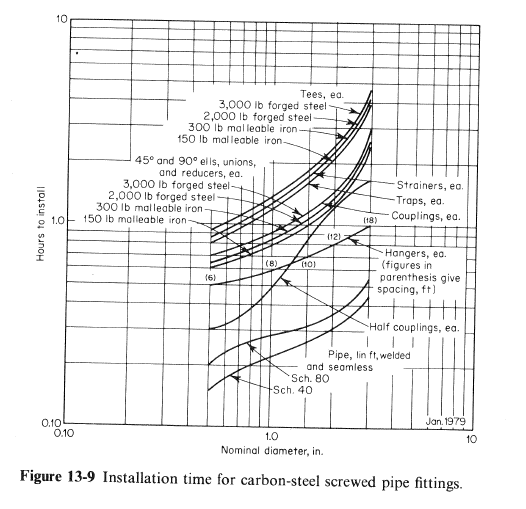 10
Tees, ea.
3,000 lb forged steel
2,000 lb forged steel
300 lb malleable iron
150 lb malleable iron
45° and 90° ells, unions,
and reducers, ea.
3,000 lb forged steel
2,000 lb forged steel
300 lb malleable iron
150 lb malleable iron
Strainers, ea.
Traps, ea.
Couplings, ea.
Hours to install
1.0
(18)
(12)
(6)
(8)
(10)
Hangers, ea.
(figures in
parenthesis give
spacing, ft)
Half couplings, ea.
Pipe, lin ft, welded
and seamless
Sch. 80
Sch. 40
Jan. 1979
0.10
0.10
1.0
10
Nominal diameter, in.
Figure 13-9 Installation time for carbon-steel screwed pipe fittings.